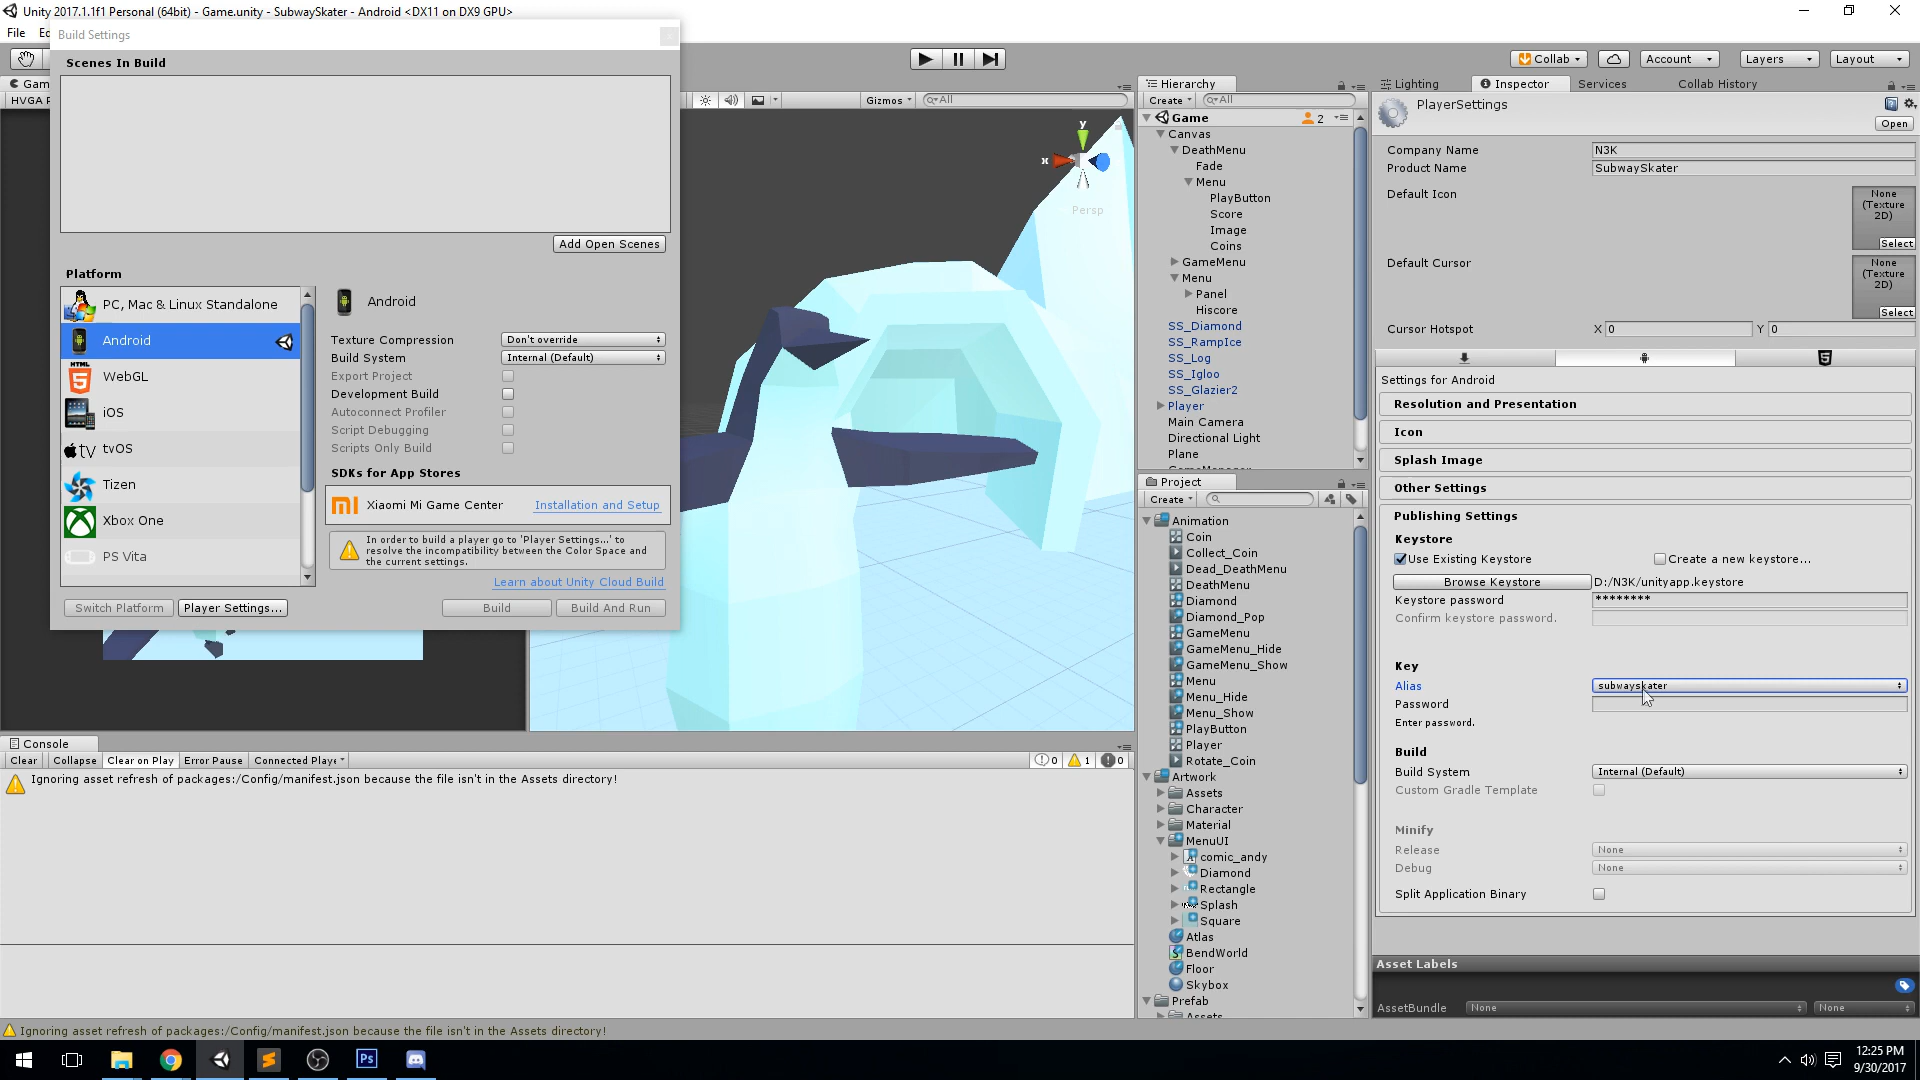 Unity 2017.1.1f1 Personal (64bit) - Game.unity - SubwaySkater - Android <DX11 on DX9 GPU>
File
Build Settings
Scenes In Build
Add Open Scenes
Platform
PC, Mac & Linux Standalone
Android
WebGL
iOS
tvOS
Tizen
Xbox One
PS Vita
Android
Texture Compression Don't override
Build System Internal (Default)
Export Project
Development Build
Autoconnect Profiler
Script Debugging
Scripts Only Build
SDKs for App Stores
Xiaomi Mi Game Center Installation and Setup
In order to build a player go to 'Player Settings...' to
resolve the incompatibility between the Color Space and
the current settings.
Learn about Unity Cloud Build
Switch Platform Player Settings... Build Build And Run
Collab Account Layers Layout
Gizmos All
y
x
Persp
Hierarchy
Create All
Game 2
Canvas
DeathMenu
Fade
Menu
PlayButton
Score
Image
Coins
GameMenu
Menu
Panel
Hiscore
SS_Diamond
SS_RampIce
SS_Log
SS_Igloo
SS_Glazier2
Player
Main Camera
Directional Light
Plane
Project
Create
Animation
Coin
Collect_Coin
Dead_DeathMenu
DeathMenu
Diamond
Diamond_Pop
GameMenu
GameMenu_Hide
GameMenu_Show
Menu
Menu_Hide
Menu_Show
PlayButton
Player
Rotate_Coin
Artwork
Assets
Character
Material
MenuUI
comic_andy
Diamond
Rectangle
Splash
Square
Atlas
BendWorld
Floor
Skybox
Prefab
Assets
Lighting Inspector Services Collab History
PlayerSettings
Open
Company Name N3K
Product Name SubwaySkater
Default Icon
None
(Texture
2D)
Select
Default Cursor
None
(Texture
2D)
Select
Cursor Hotspot X 0 Y 0
Settings for Android
Resolution and Presentation
Icon
Splash Image
Other Settings
Publishing Settings
Keystore
Use Existing Keystore Create a new keystore...
Browse Keystore D:/N3K/unityapp.keystore
Keystore password ********
Confirm keystore password.
Key
Alias subwayskater
Password
Enter password.
Build
Build System Internal (Default)
Custom Gradle Template
Minify
Release None
Debug None
Split Application Binary
Asset Labels
AssetBundle None None
Console
Clear Collapse Clear on Play Error Pause Connected Playe 0 1 0
Ignoring asset refresh of packages:/Config/manifest.json because the file isn't in the Assets directory!
Ignoring asset refresh of packages:/Config/manifest.json because the file isn't in the Assets directory!
Ps
12:25 PM
9/30/2017